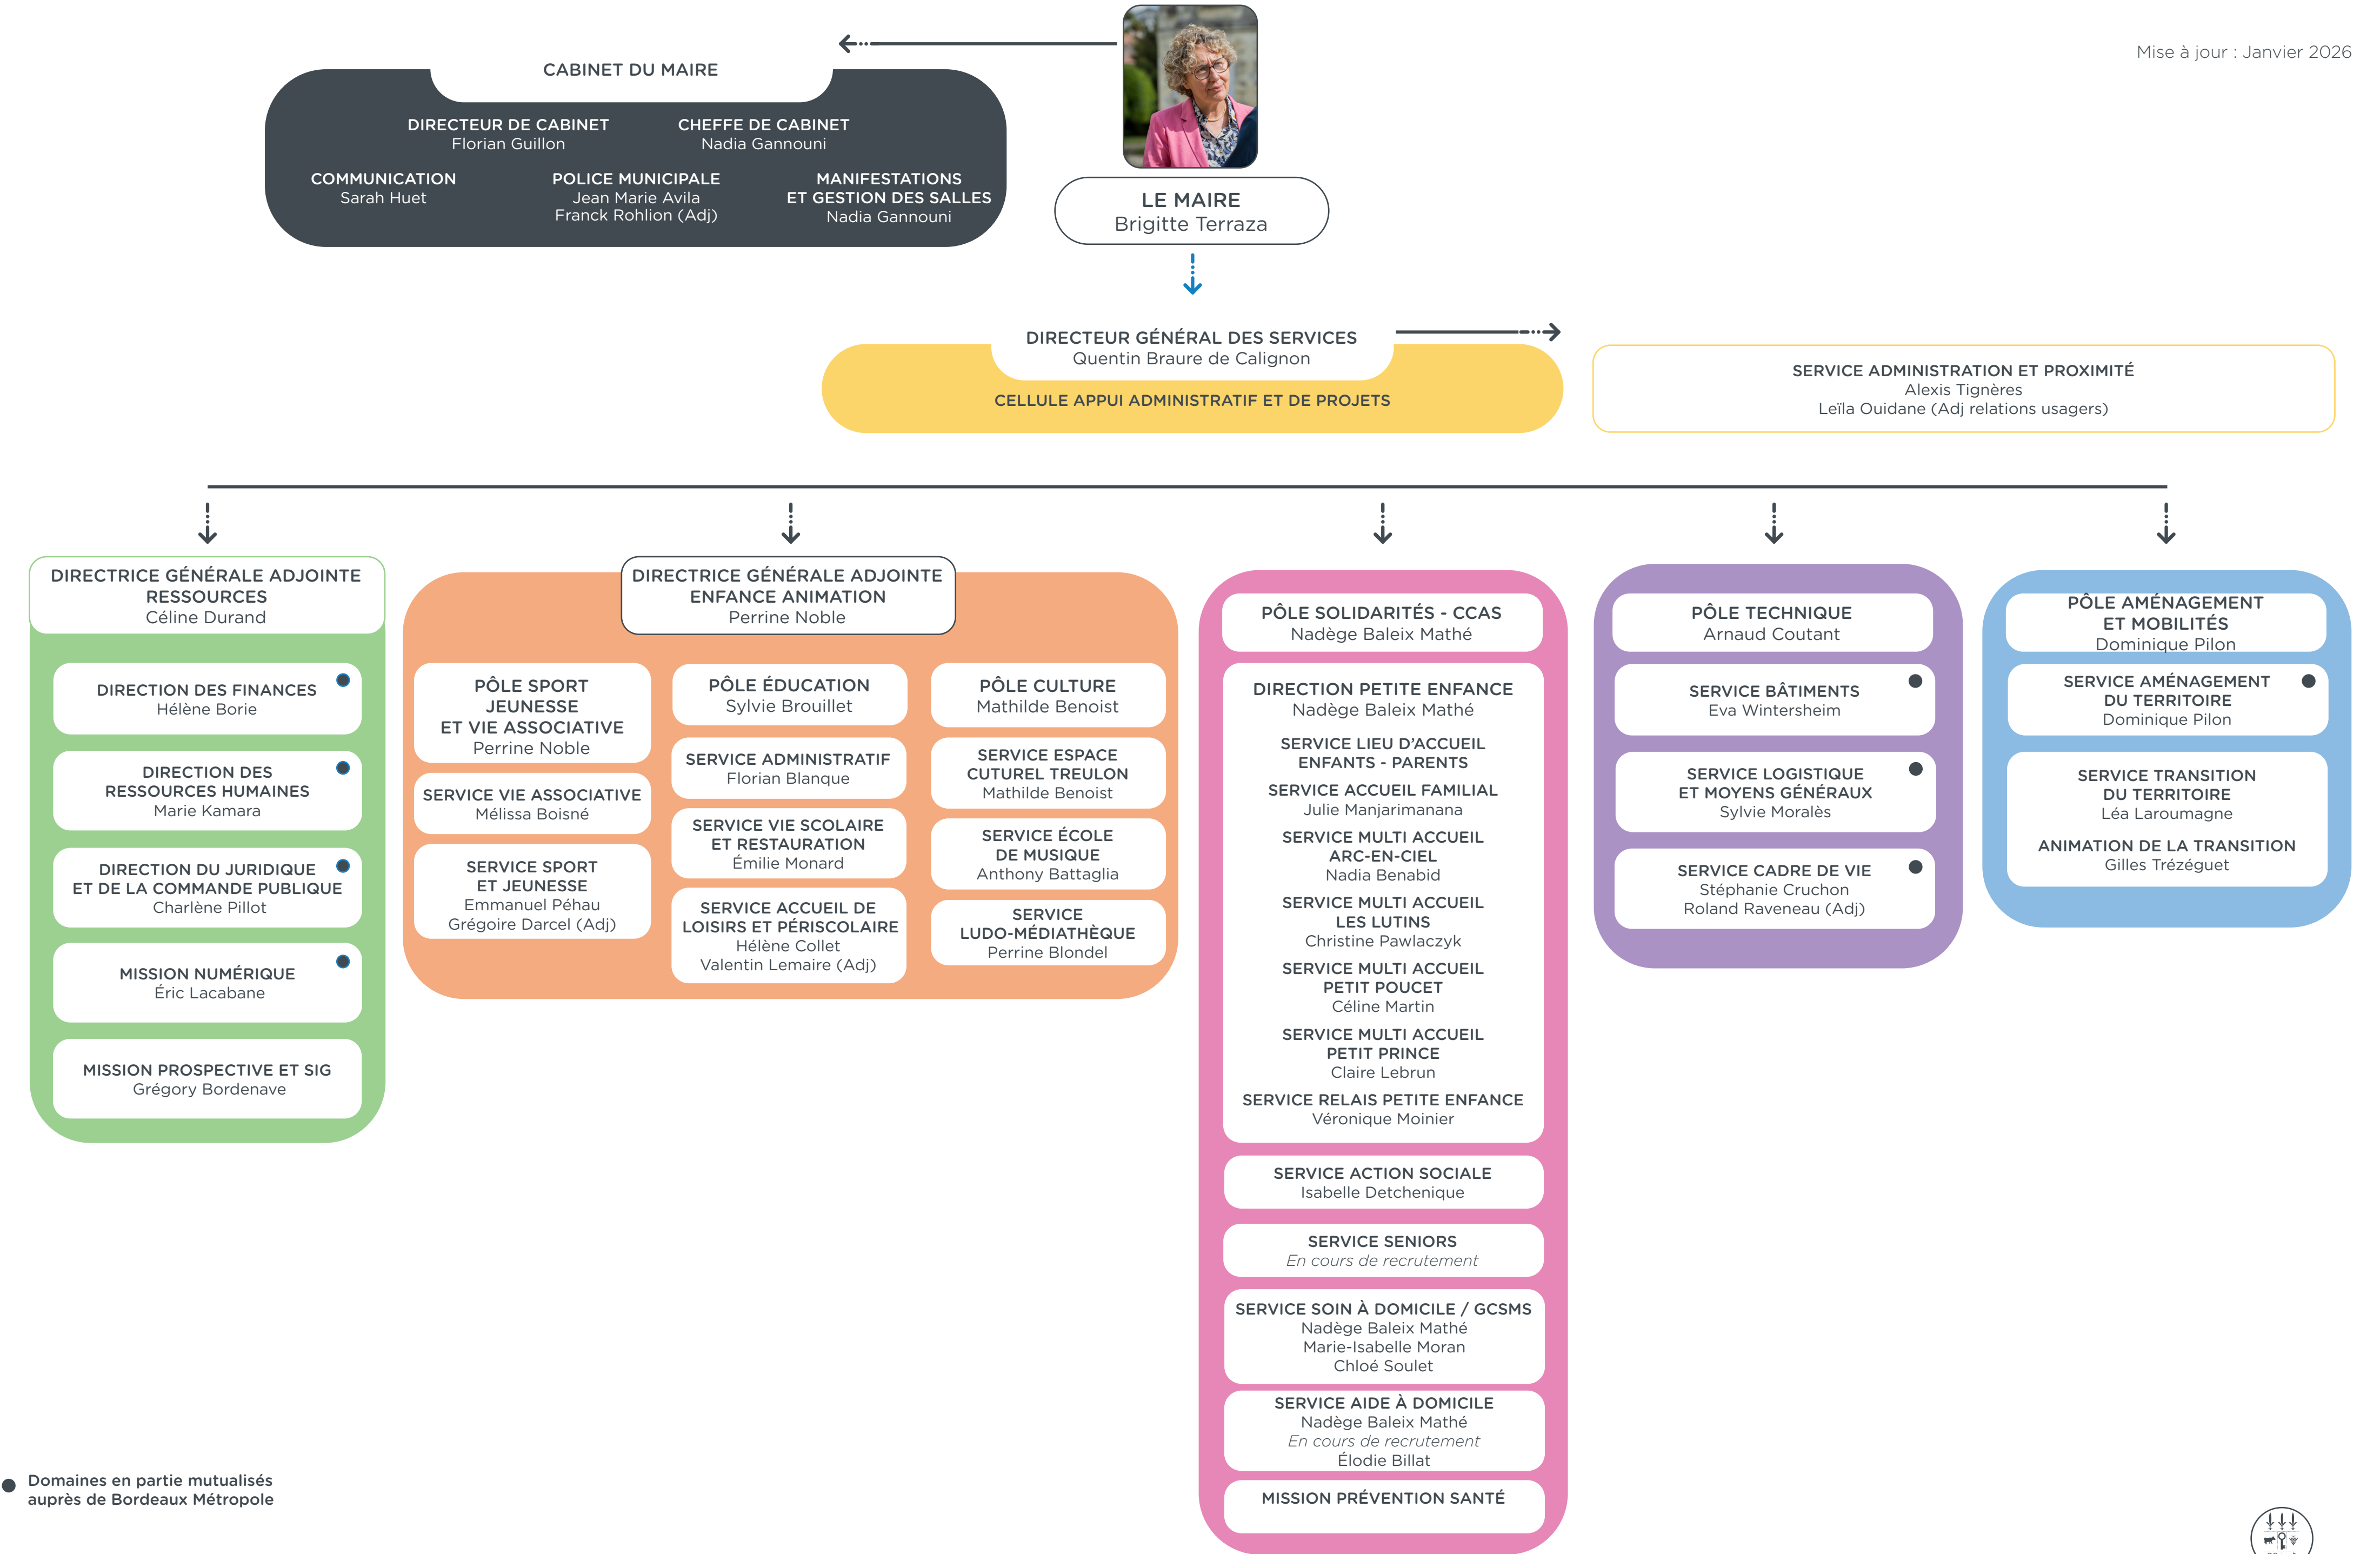 Mise à jour : Janvier 2026
CABINET DU MAIRE
DIRECTEUR DE CABINET
Florian Guillon
CHEFFE DE CABINET
Nadia Gannouni
COMMUNICATION
Sarah Huet
POLICE MUNICIPALE
Jean Marie Avila
Franck Rohlion (Adj)
MANIFESTATIONS
ET GESTION DES SALLES
Nadia Gannouni
LE MAIRE
Brigitte Terraza
DIRECTEUR GÉNÉRAL DES SERVICES
Quentin Braure de Calignon
CELLULE APPUI ADMINISTRATIF ET DE PROJETS
SERVICE ADMINISTRATION ET PROXIMITÉ
Alexis Tignères
Leïla Ouidane (Adj relations usagers)
DIRECTRICE GÉNÉRALE ADJOINTE
RESSOURCES
Céline Durand
DIRECTION DES FINANCES
Hélène Borie
DIRECTION DES
RESSOURCES HUMAINES
Marie Kamara
DIRECTION DU JURIDIQUE
ET DE LA COMMANDE PUBLIQUE
Charlène Pillot
MISSION NUMÉRIQUE
Éric Lacabane
MISSION PROSPECTIVE ET SIG
Grégory Bordenave
DIRECTRICE GÉNÉRALE ADJOINTE
ENFANCE ANIMATION
Perrine Noble
PÔLE SPORT
JEUNESSE
ET VIE ASSOCIATIVE
Perrine Noble
SERVICE VIE ASSOCIATIVE
Mélissa Boisné
SERVICE SPORT
ET JEUNESSE
Emmanuel Péhau
Grégoire Darcel (Adj)
PÔLE ÉDUCATION
Sylvie Brouillet
SERVICE ADMINISTRATIF
Florian Blanque
SERVICE VIE SCOLAIRE
ET RESTAURATION
Émilie Monard
SERVICE ACCUEIL DE
LOISIRS ET PÉRISCOLAIRE
Hélène Collet
Valentin Lemaire (Adj)
PÔLE CULTURE
Mathilde Benoist
SERVICE ESPACE
CUTUREL TREULON
Mathilde Benoist
SERVICE ÉCOLE
DE MUSIQUE
Anthony Battaglia
SERVICE
LUDO-MÉDIATHÈQUE
Perrine Blondel
PÔLE SOLIDARITÉS - CCAS
Nadège Baleix Mathé
DIRECTION PETITE ENFANCE
Nadège Baleix Mathé
SERVICE LIEU D’ACCUEIL
ENFANTS - PARENTS
SERVICE ACCUEIL FAMILIAL
Julie Manjarimanana
SERVICE MULTI ACCUEIL
ARC-EN-CIEL
Nadia Benabid
SERVICE MULTI ACCUEIL
LES LUTINS
Christine Pawlaczyk
SERVICE MULTI ACCUEIL
PETIT POUCET
Céline Martin
SERVICE MULTI ACCUEIL
PETIT PRINCE
Claire Lebrun
SERVICE RELAIS PETITE ENFANCE
Véronique Moinier
SERVICE ACTION SOCIALE
Isabelle Detchenique
SERVICE SENIORS
En cours de recrutement
SERVICE SOIN À DOMICILE / GCSMS
Nadège Baleix Mathé
Marie-Isabelle Moran
Chloé Soulet
SERVICE AIDE À DOMICILE
Nadège Baleix Mathé
En cours de recrutement
Élodie Billat
MISSION PRÉVENTION SANTÉ
PÔLE TECHNIQUE
Arnaud Coutant
SERVICE BÂTIMENTS
Eva Wintersheim
SERVICE LOGISTIQUE
ET MOYENS GÉNÉRAUX
Sylvie Moralès
SERVICE CADRE DE VIE
Stéphanie Cruchon
Roland Raveneau (Adj)
PÔLE AMÉNAGEMENT
ET MOBILITÉS
Dominique Pilon
SERVICE AMÉNAGEMENT
DU TERRITOIRE
Dominique Pilon
SERVICE TRANSITION
DU TERRITOIRE
Léa Laroumagne
ANIMATION DE LA TRANSITION
Gilles Trézéguet
Domaines en partie mutualisés
auprès de Bordeaux Métropole